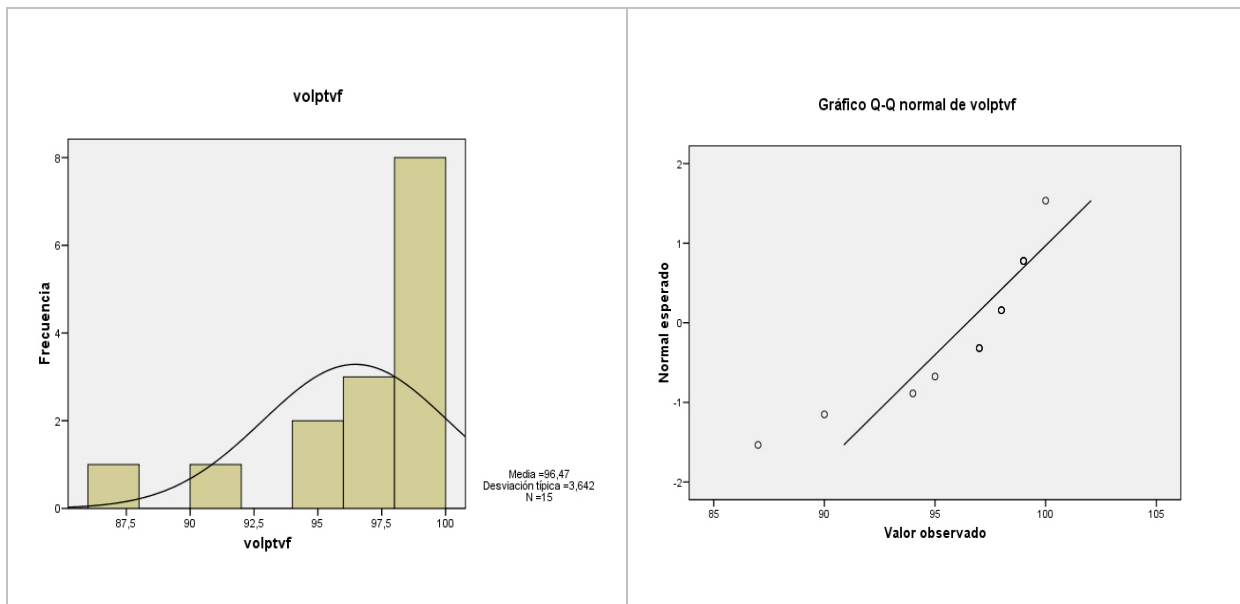 volptvf
Frecuencia
8
6
4
2
0
87,5
90
92,5
95
97,5
100
volptvf
Media =96,47
Desviación típica =3,642
N =15
Gráfico Q-Q normal de volptvf
Normal esperado
2
1
0
-1
-2
85
90
95
100
105
Valor observado